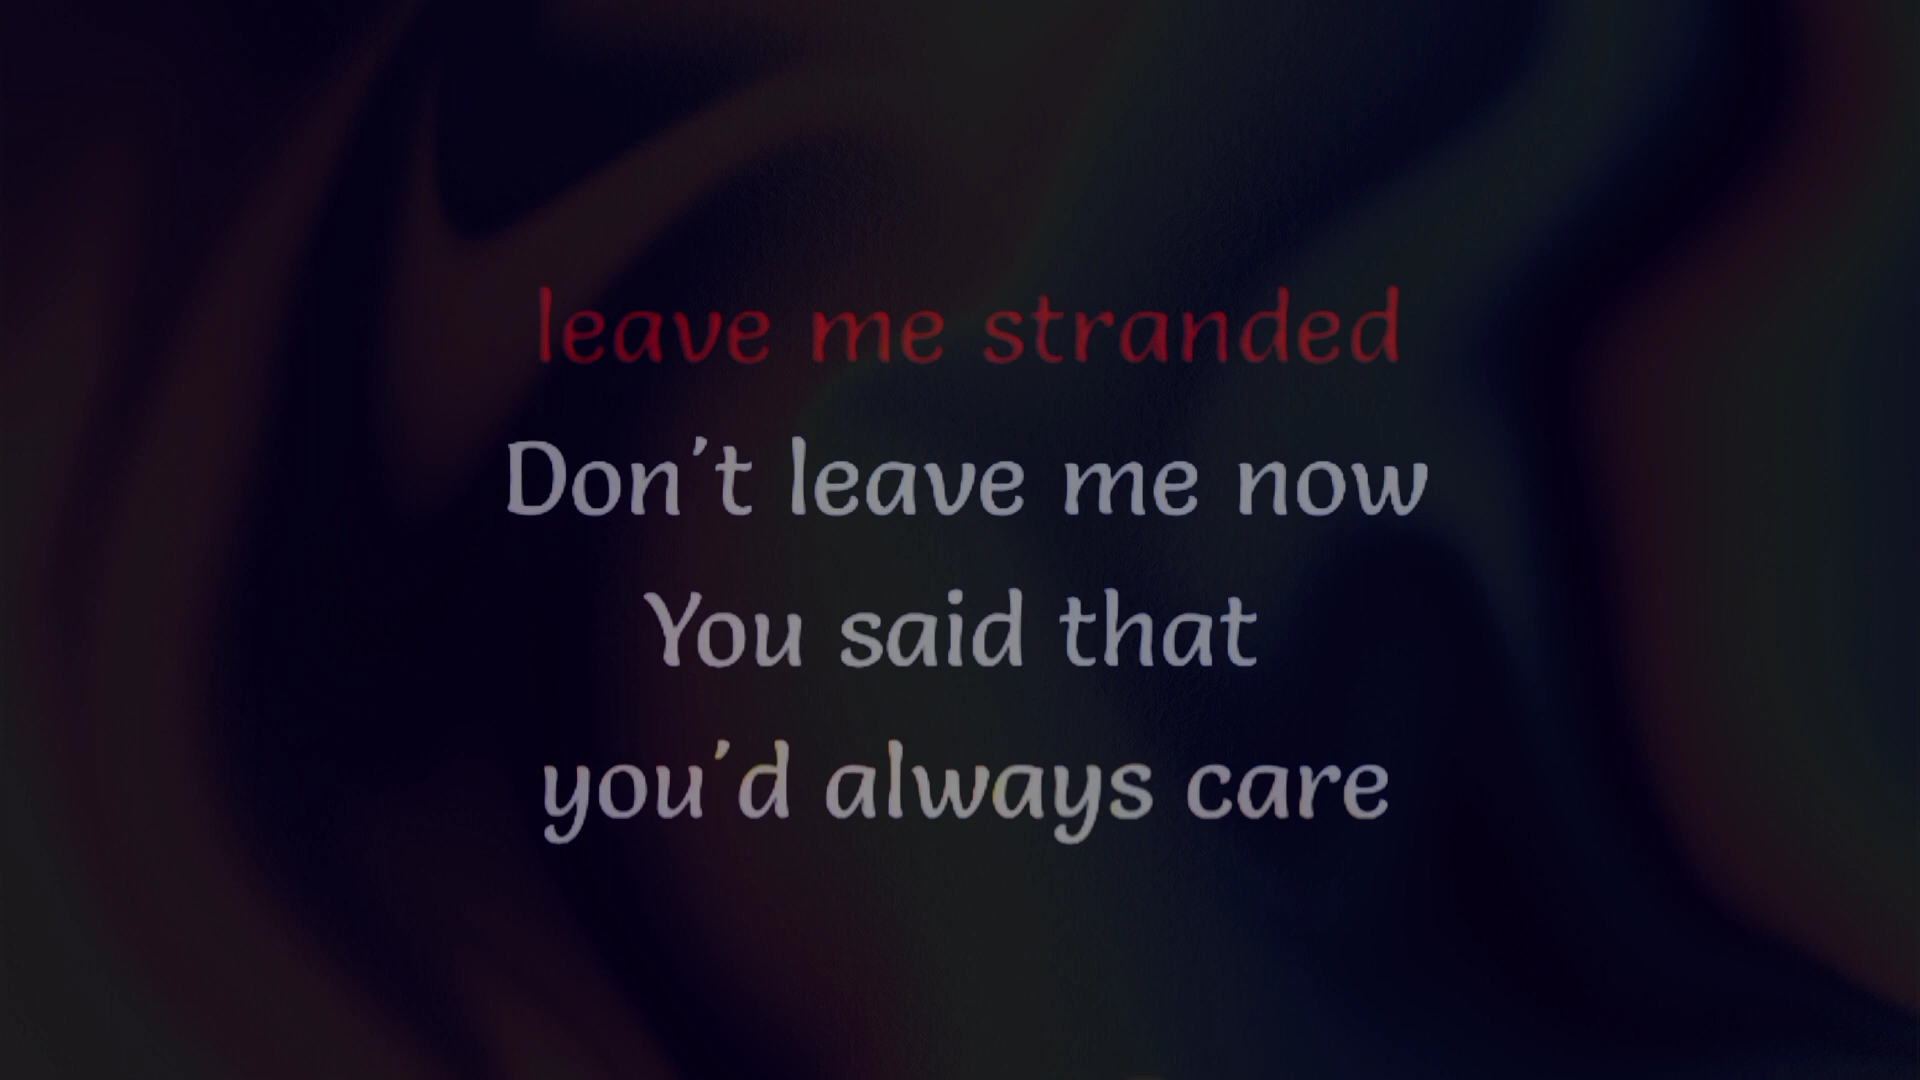 leave me stranded
Don't leave me now
You said that
you'd always care